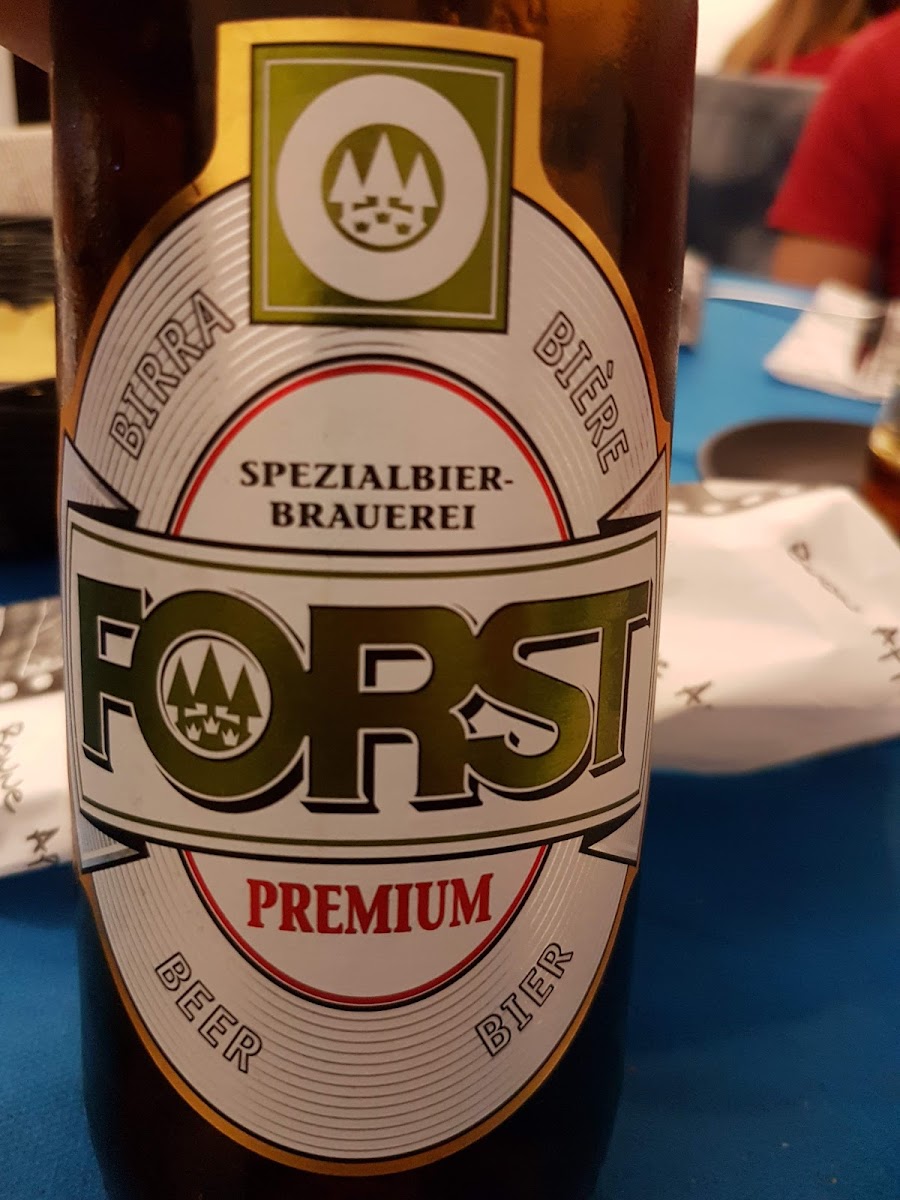 BIRRA
BIÈRE
SPEZIALBIER-
BRAUEREI
FORST
PREMIUM
BEER
BIER